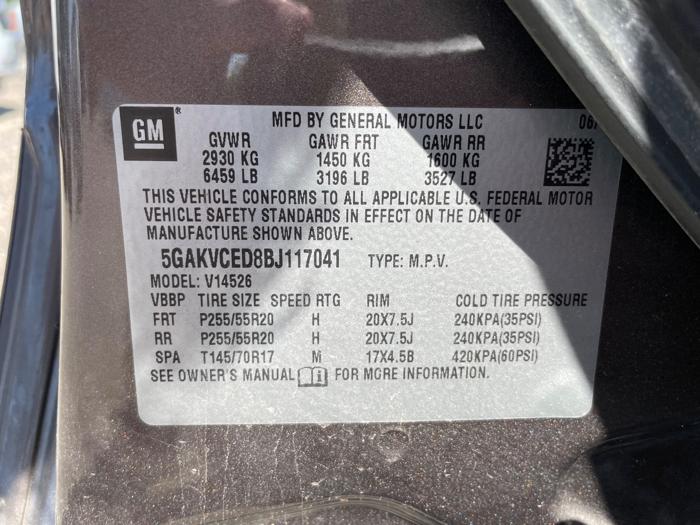 GM
®
MFD BY GENERAL MOTORS LLC
GVWR GAWR FRT GAWR RR
2930 KG 1450 KG 1600 KG
6459 LB 3196 LB 3527 LB
THIS VEHICLE CONFORMS TO ALL APPLICABLE U.S. FEDERAL MOTOR
VEHICLE SAFETY STANDARDS IN EFFECT ON THE DATE OF
MANUFACTURE SHOWN ABOVE.
5GAKVCED8BJ117041 TYPE: M.P.V.
MODEL: V14526
VBBP TIRE SIZE SPEED RTG RIM COLD TIRE PRESSURE
FRT P255/55R20 H 20X7.5J 240KPA(35PSI)
RR P255/55R20 H 20X7.5J 240KPA(35PSI)
SPA T145/70R17 M 17X4.5B 420KPA(60PSI)
SEE OWNER'S MANUAL FOR MORE INFORMATION.